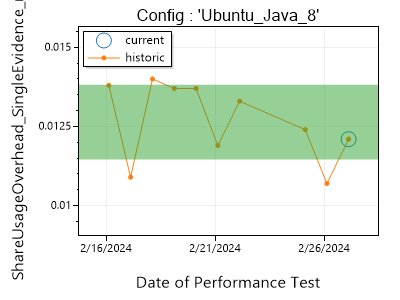 Config : 'Ubuntu_Java_8'
current
historic
0.015
0.0125
0.01
ShareUsageOverhead_SingleEvidence_
2/16/2024
2/21/2024
2/26/2024
Date of Performance Test